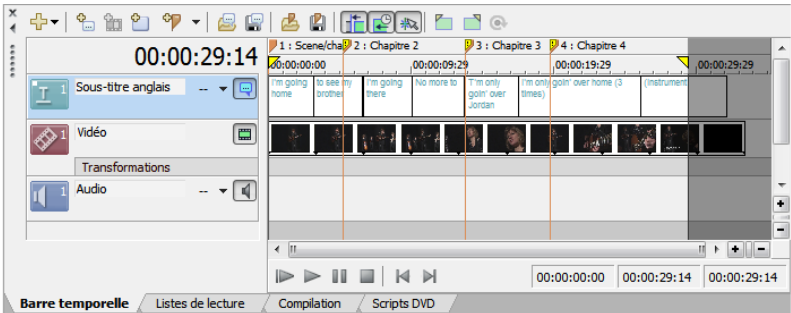 1 : Scene/cha 2 : Chapitre 2 3 : Chapitre 3 4 : Chapitre 4
00:00:29:14
00:00:00:00 00:00:09:29 00:00:19:29 00:00:29:29
T 1 Sous-titre anglais --
I'm going home
to see my brother
I'm going there
No more to
I'm only goin' over Jordan
I'm only goin' over home (3 times)
(Instrument
1 Vidéo
Transformations
1 Audio --
00:00:00:00 00:00:29:14 00:00:29:14
Barre temporelle Listes de lecture Compilation Scripts DVD